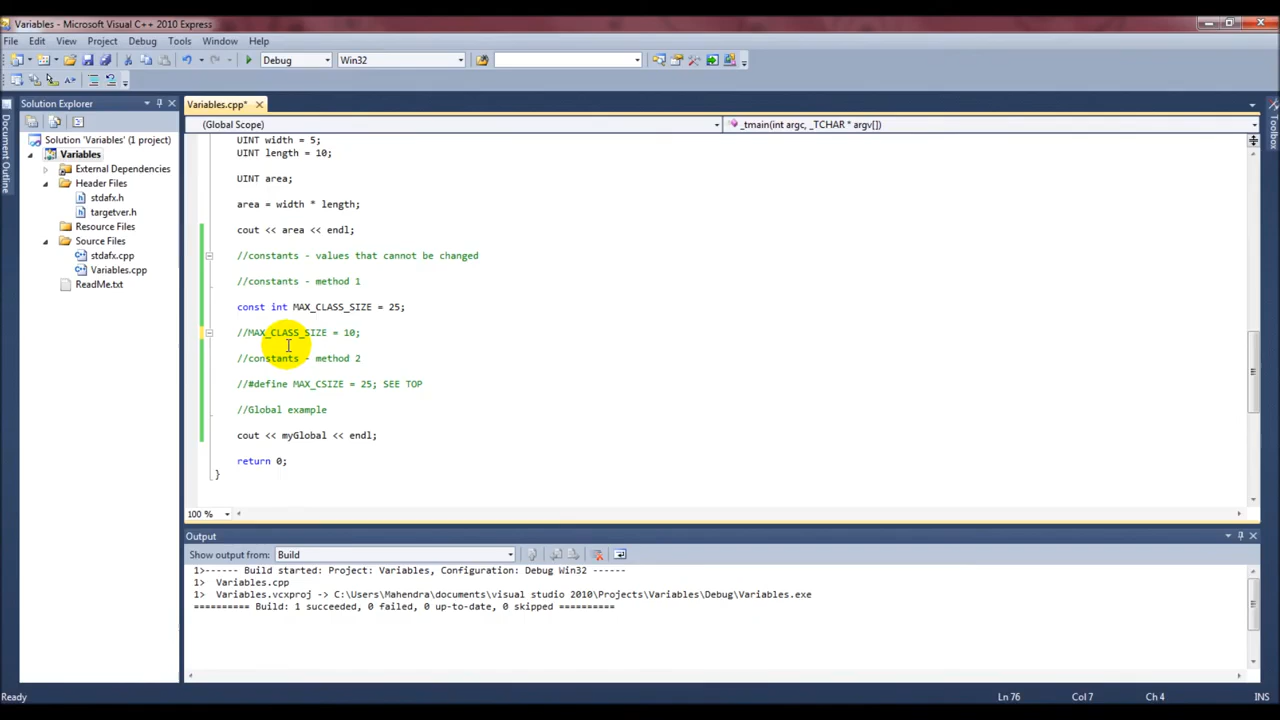 Variables - Microsoft Visual C++ 2010 Express
File Edit View Project Debug Tools Window Help
Debug Win32
Solution Explorer
Variables.cpp*
(Global Scope) _tmain(int argc, _TCHAR * argv[])
Document Outline
Toolbox
Solution 'Variables' (1 project)
Variables
External Dependencies
Header Files
stdafx.h
targetver.h
Resource Files
Source Files
stdafx.cpp
Variables.cpp
ReadMe.txt
UINT width = 5;
UINT length = 10;
UINT area;
area = width * length;
cout << area << endl;
//constants - values that cannot be changed
//constants - method 1
const int MAX_CLASS_SIZE = 25;
//MAX_CLASS_SIZE = 10;
//constants - method 2
//#define MAX_CSIZE = 25; SEE TOP
//Global example
cout << myGlobal << endl;
return 0;
}
100 %
Output
Show output from: Build
1>------ Build started: Project: Variables, Configuration: Debug Win32 ------
1>  Variables.cpp
1>  Variables.vcxproj -> C:\Users\Mahendra\documents\visual studio 2010\Projects\Variables\Debug\Variables.exe
========== Build: 1 succeeded, 0 failed, 0 up-to-date, 0 skipped ==========
Ready Ln 76 Col 7 Ch 4 INS